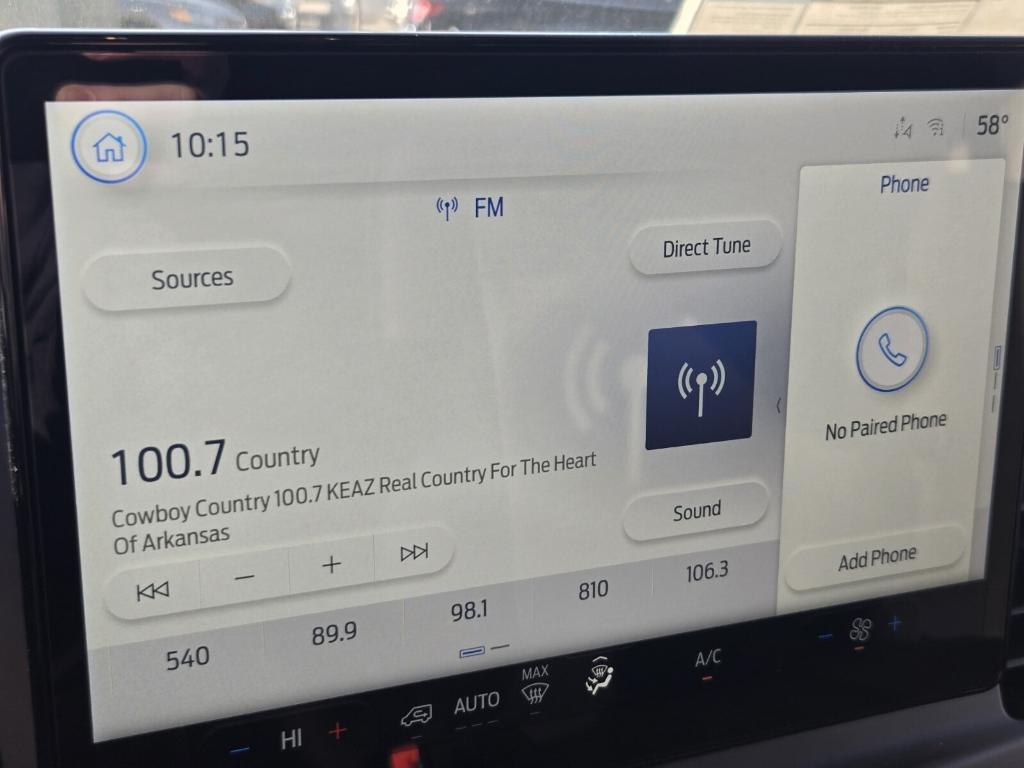 10:15
58°
FM
Phone
Sources
Direct Tune
100.7 Country
Cowboy Country 100.7 KEAZ Real Country For The Heart
Of Arkansas
No Paired Phone
Sound
Add Phone
540
89.9
98.1
810
106.3
HI
AUTO
MAX
A/C